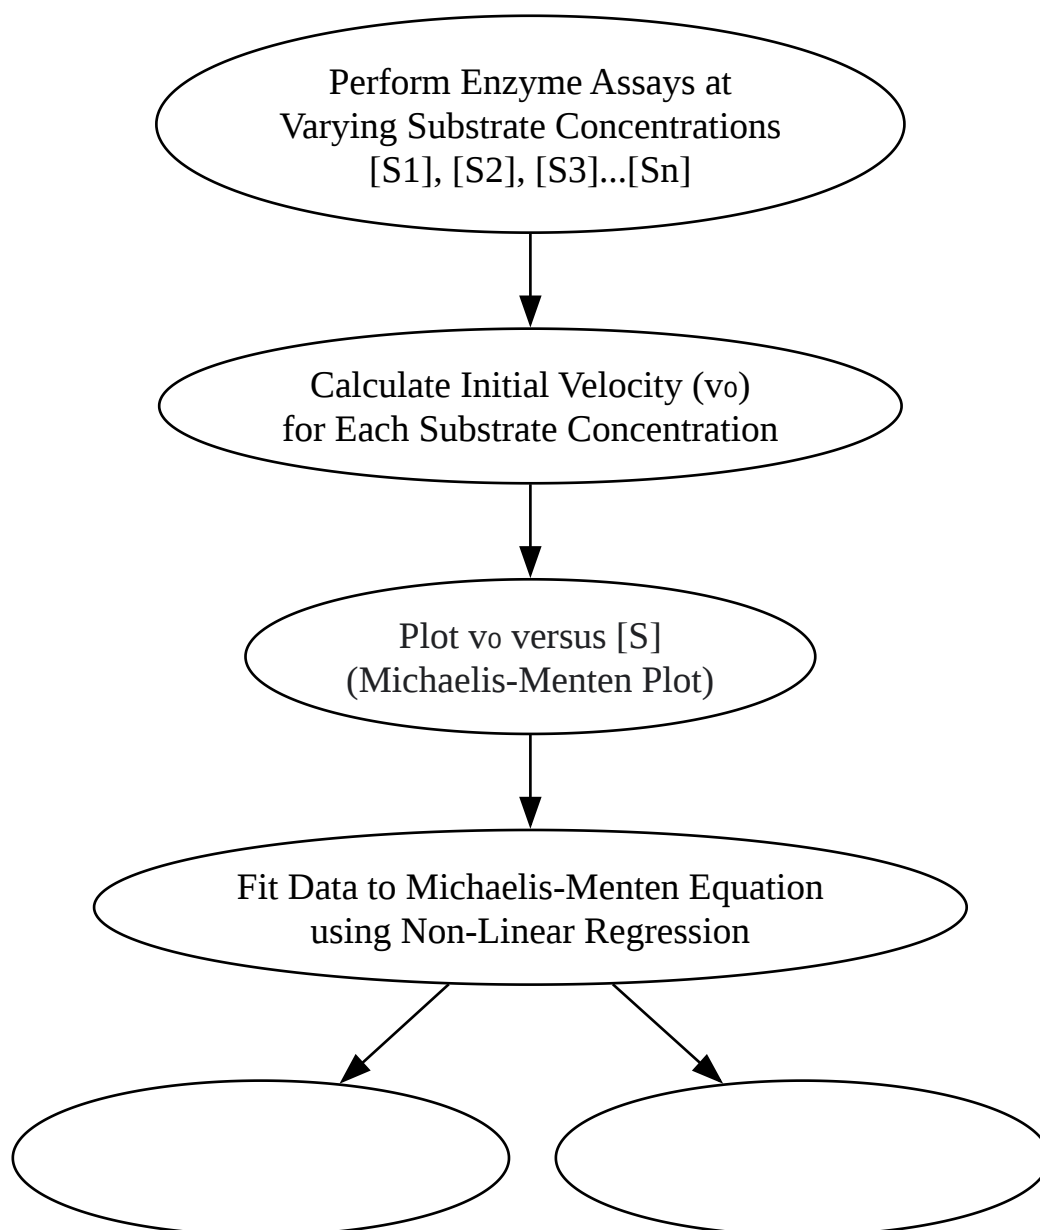 Perform Enzyme Assays at
Varying Substrate Concentrations
[S1], [S2], [S3]...[Sn]
Calculate Initial Velocity (v₀)
for Each Substrate Concentration
Plot v₀ versus [S]
(Michaelis-Menten Plot)
Fit Data to Michaelis-Menten Equation
using Non-Linear Regression